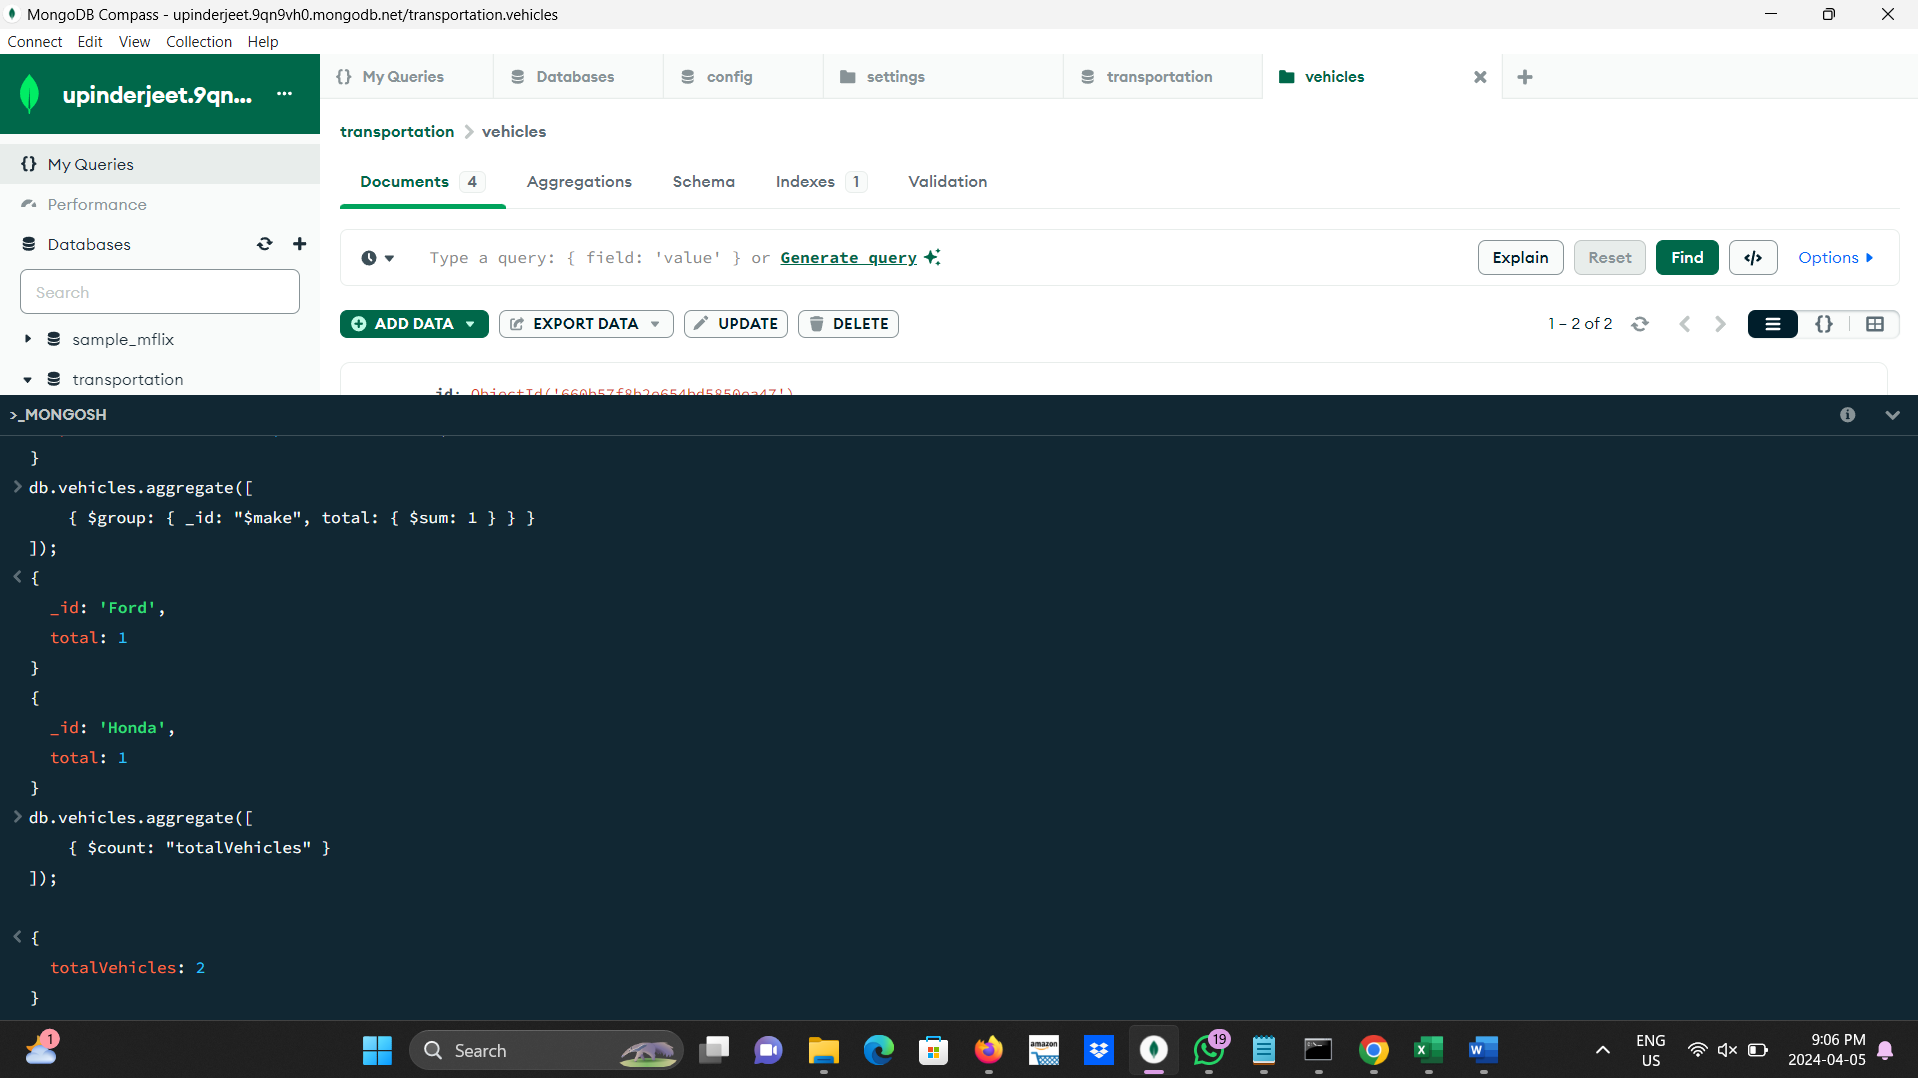 MongoDB Compass - upinderjeet.9qn9vh0.mongodb.net/transportation.vehicles
Connect Edit View Collection Help
upinderjeet.9qn... ...
{} My Queries Databases config settings transportation vehicles
transportation > vehicles
{} My Queries
Performance
Databases
Search
sample_mflix
transportation
Documents 4 Aggregations Schema Indexes 1 Validation
Type a query: { field: 'value' } or Generate query
Explain Reset Find </> Options
ADD DATA EXPORT DATA UPDATE DELETE
1 – 2 of 2 {}
>_MONGOSH
}
> db.vehicles.aggregate([
{ $group: { _id: "$make", total: { $sum: 1 } } }
]);
< {
_id: 'Ford',
total: 1
}
{
_id: 'Honda',
total: 1
}
> db.vehicles.aggregate([
{ $count: "totalVehicles" }
]);
< {
totalVehicles: 2
}
1
Search
amazon
19
ENG
US
9:06 PM
2024-04-05